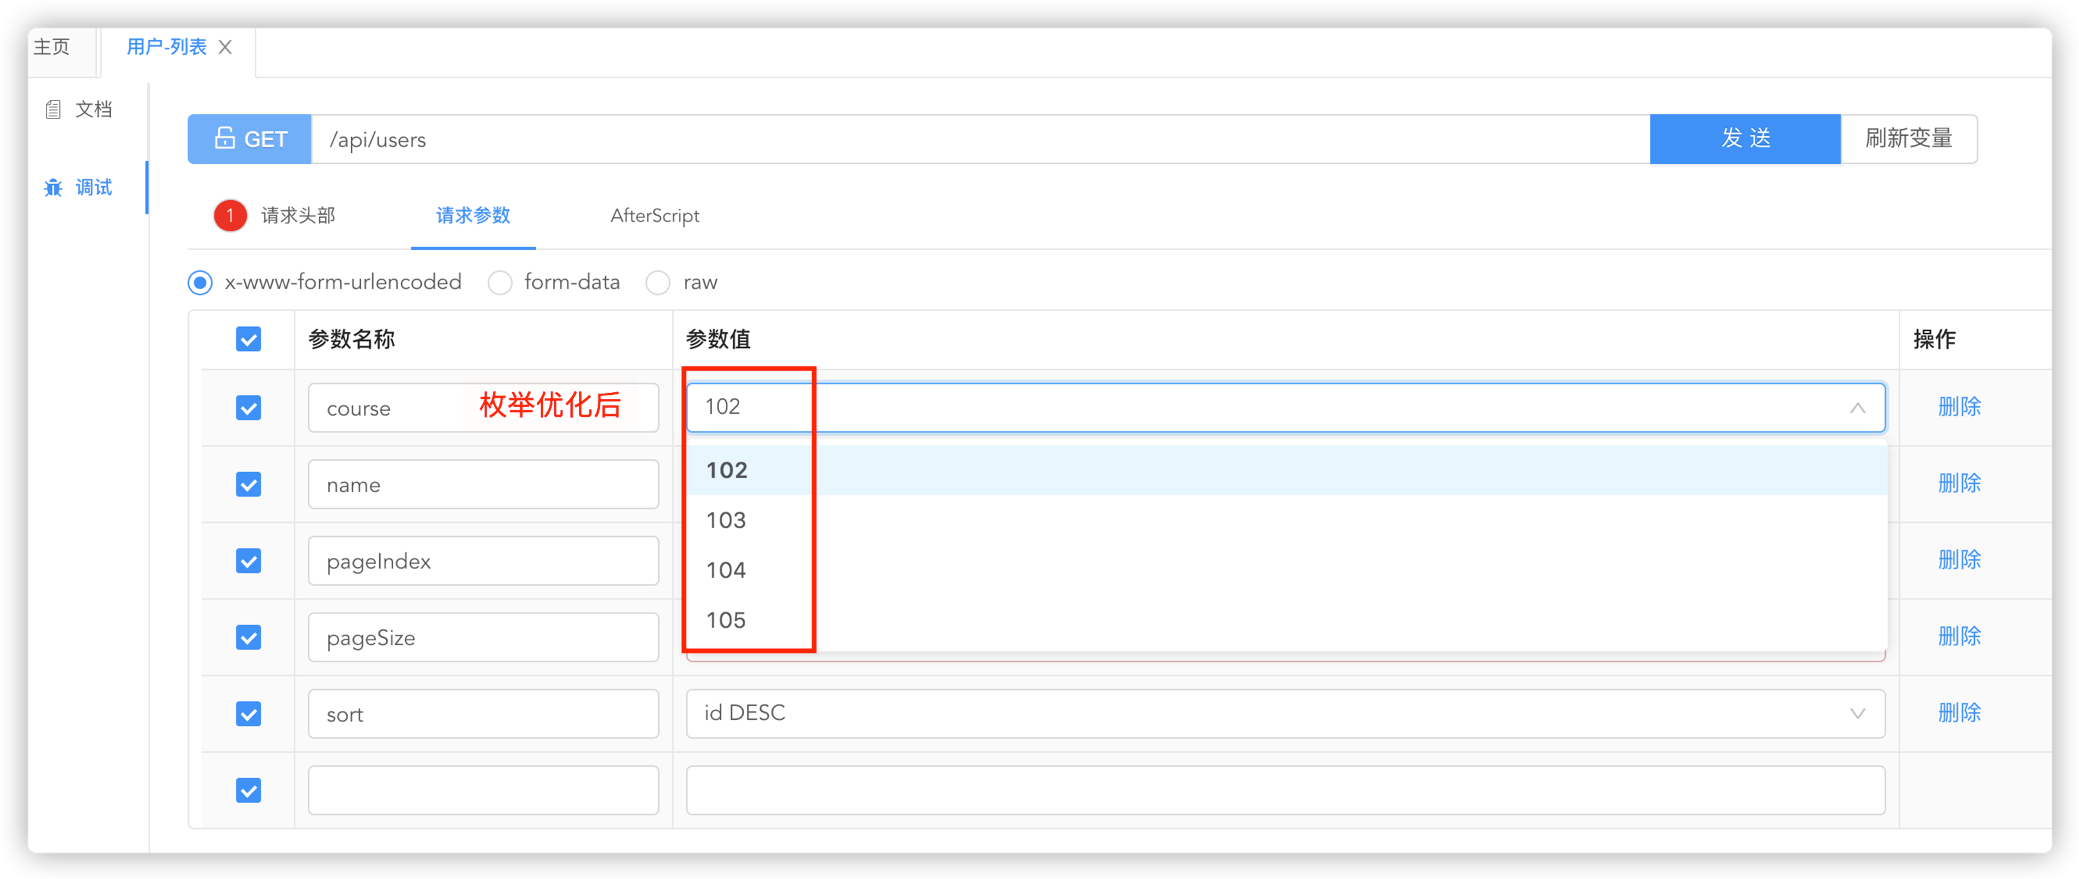 主页
用户-列表
文档
调试
GET
/api/users
发 送
刷新变量
1 请求头部
请求参数
AfterScript
x-www-form-urlencoded
form-data
raw
参数名称
参数值
操作
course
枚举优化后
102
删除
102
name
删除
103
pageIndex
104
删除
pageSize
105
删除
sort
id DESC
删除